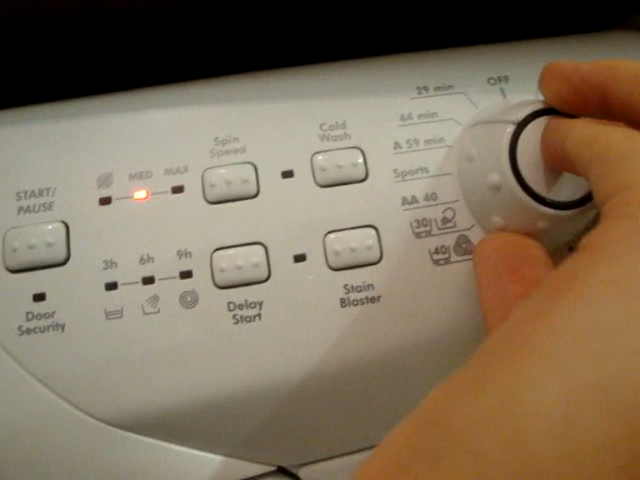 OFF
29 min
44 min
A 59 min
Sports
AA 40
30
40
Cold
Wash
Spin
Speed
MED MAX
START/
PAUSE
3h 6h 9h
Door
Security
Delay
Start
Stain
Blaster